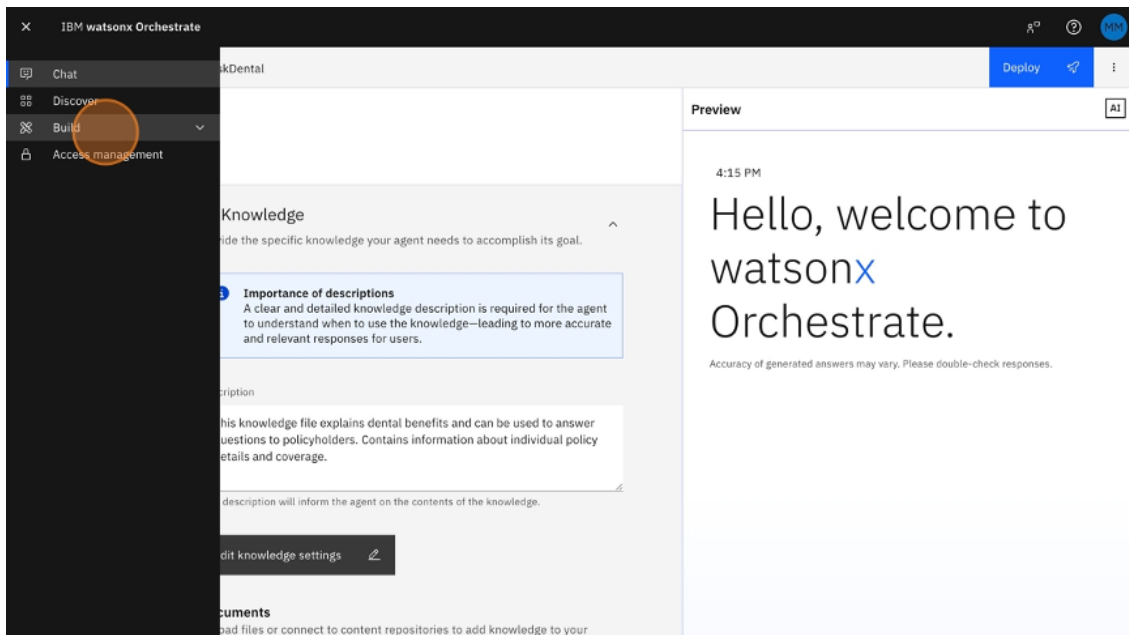 IBM watsonx Orchestrate
MM
Chat
Discover
Build
Access management
kDental
Deploy
Preview
AI
4:15 PM
Hello, welcome to
watsonx
Orchestrate.
Accuracy of generated answers may vary. Please double-check responses.
Knowledge
ide the specific knowledge your agent needs to accomplish its goal.
Importance of descriptions
A clear and detailed knowledge description is required for the agent
to understand when to use the knowledge—leading to more accurate
and relevant responses for users.
cription
his knowledge file explains dental benefits and can be used to answer
uestions to policyholders. Contains information about individual policy
etails and coverage.
description will inform the agent on the contents of the knowledge.
dit knowledge settings
cuments
oad files or connect to content repositories to add knowledge to your